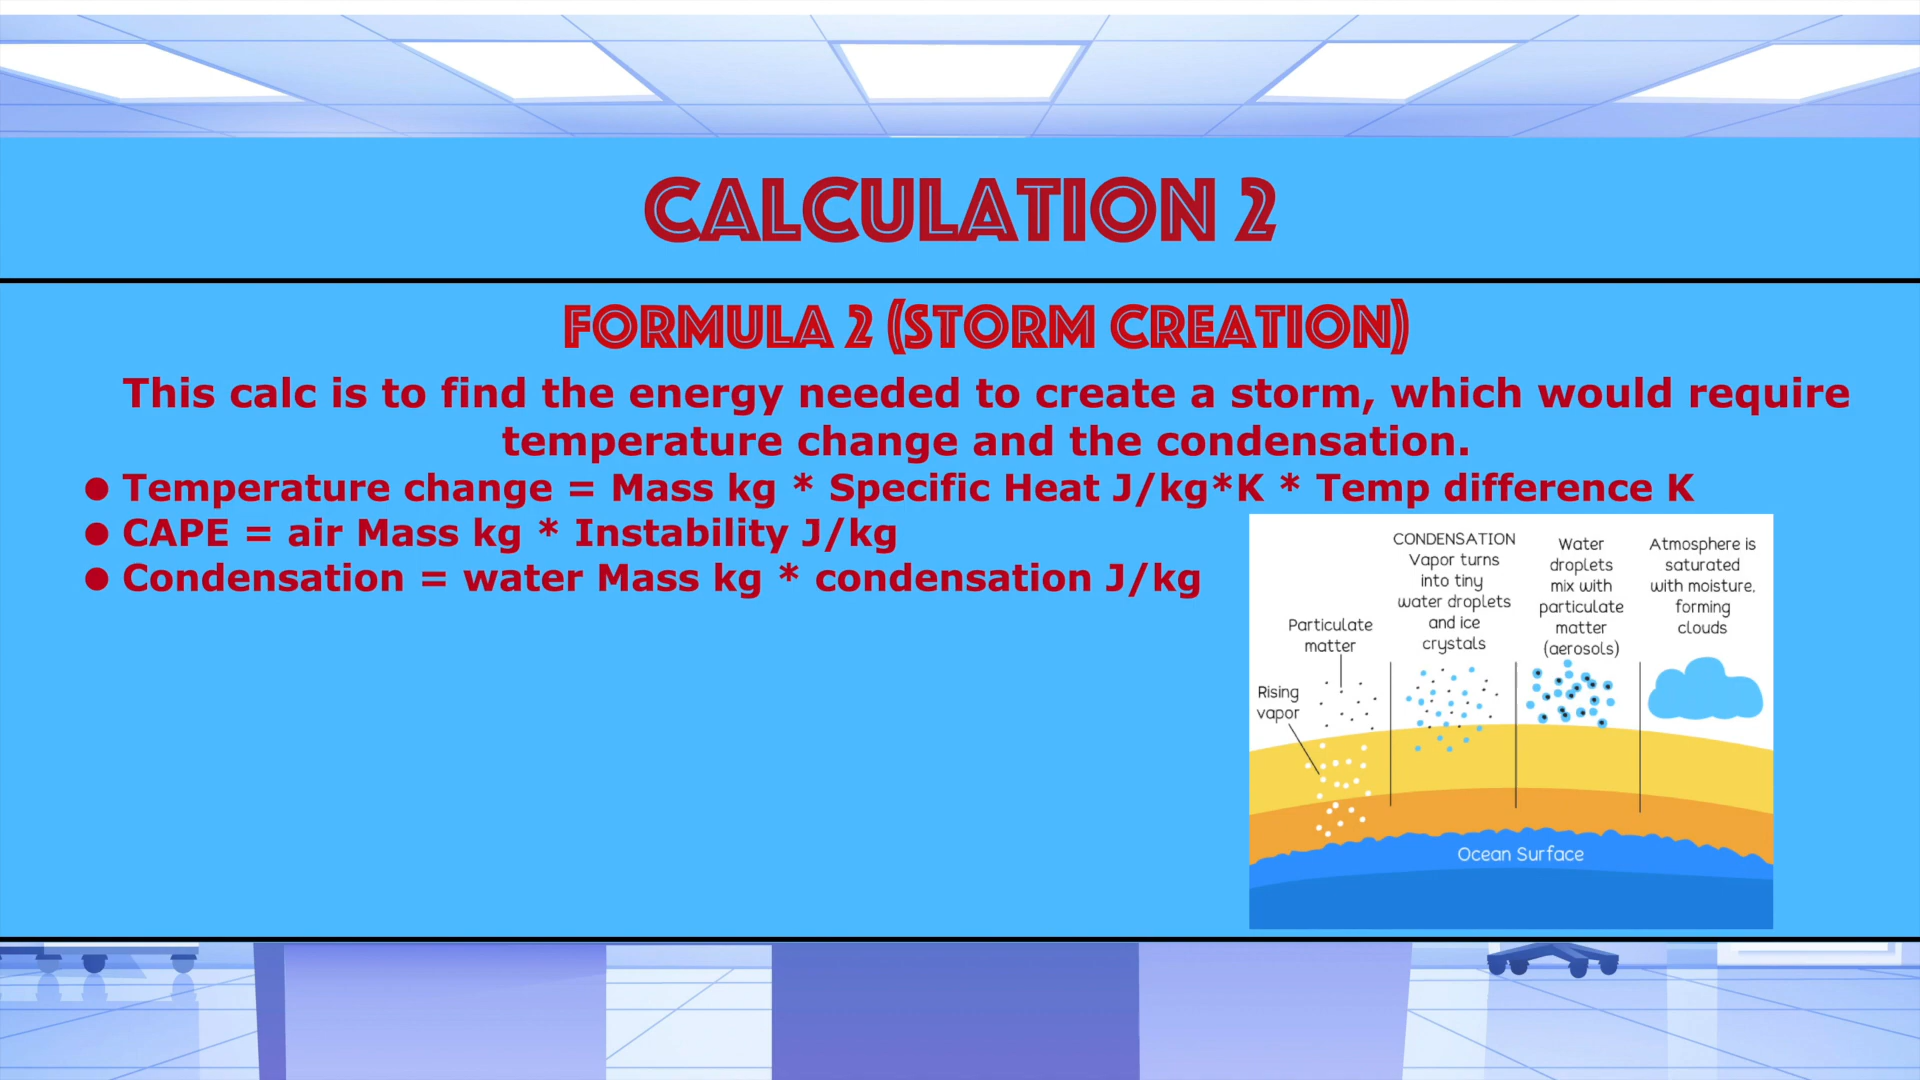 CALCULATION 2
FORMULA 2 (STORM CREATION)
This calc is to find the energy needed to create a storm, which would require
temperature change and the condensation.
● Temperature change = Mass kg * Specific Heat J/kg*K * Temp difference K
● CAPE = air Mass kg * Instability J/kg
● Condensation = water Mass kg * condensation J/kg
Rising
vapor
Particulate
matter
CONDENSATION
Vapor turns
into tiny
water droplets
and ice
crystals
Water
droplets
mix with
particulate
matter
(aerosols)
Atmosphere is
saturated
with moisture,
forming
clouds
Ocean Surface